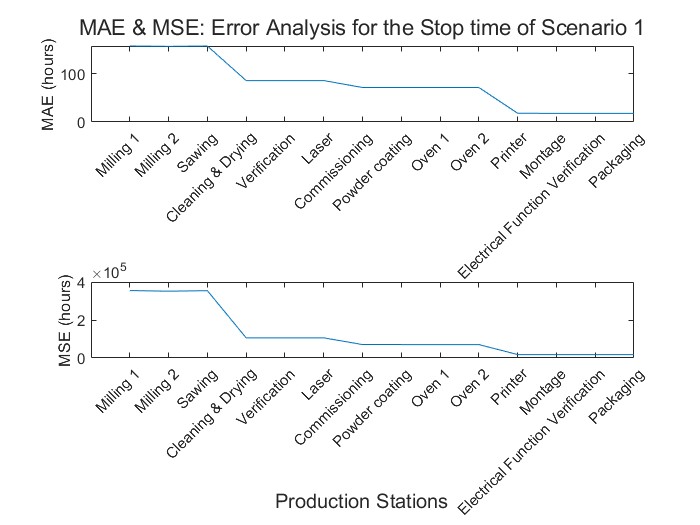 MAE & MSE: Error Analysis for the Stop time of Scenario 1
MAE (hours)
100
0
Milling 1
Milling 2
Sawing
Cleaning & Drying
Verification
Laser
Commissioning
Powder coating
Oven 1
Oven 2
Printer
Montage
Electrical Function Verification
Packaging
×10⁵
MSE (hours)
4
2
0
Milling 1
Milling 2
Sawing
Cleaning & Drying
Verification
Laser
Commissioning
Powder coating
Oven 1
Oven 2
Printer
Montage
Electrical Function Verification
Packaging
Production Stations